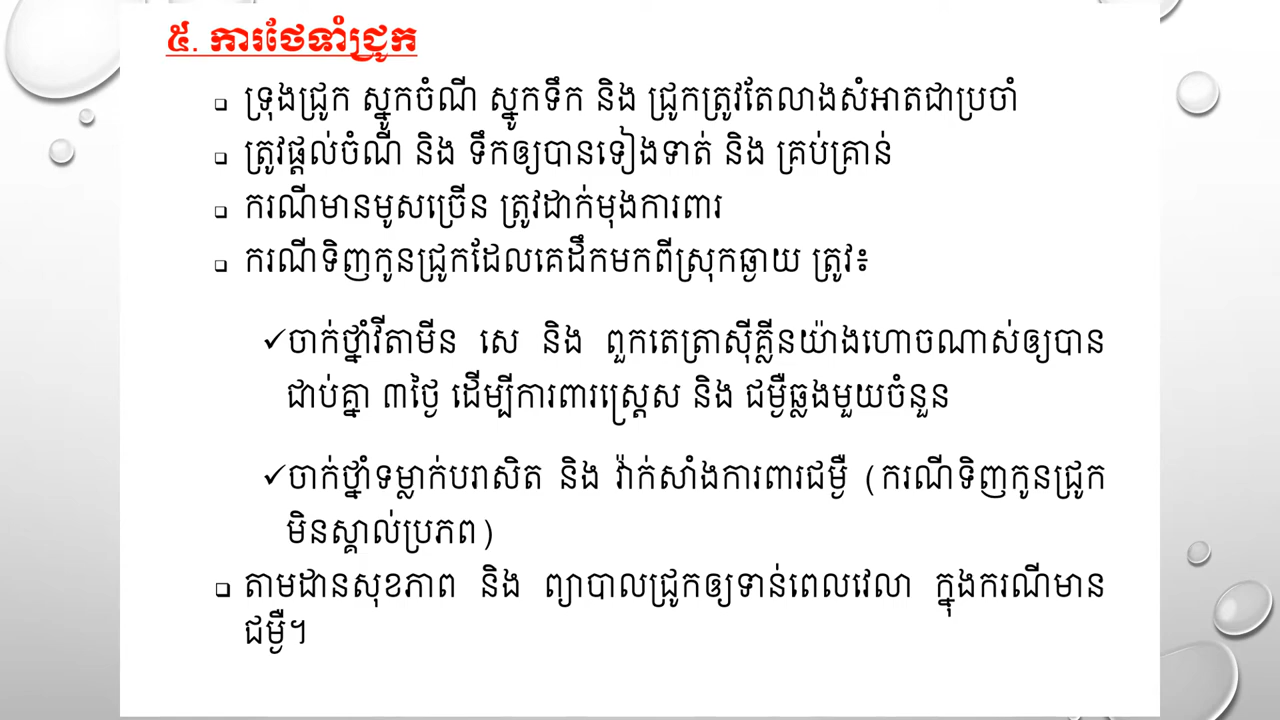 ៥. ការថែទាំជ្រូក
ទ្រុងជ្រូក ស្នូកចំណី ស្នូកទឹក និង ជ្រូកត្រូវតែលាងសំអាតជាប្រចាំ
ត្រូវផ្តល់ចំណី និង ទឹកឲ្យបានទៀងទាត់ និង គ្រប់គ្រាន់
ករណីមានមូសច្រើន ត្រូវដាក់មុងការពារ
ករណីទិញកូនជ្រូកដែលគេដឹកមកពីស្រុកឆ្ងាយ ត្រូវ៖
ចាក់ថ្នាំវីតាមីន សេ និង ពួកតេត្រាស៊ីគ្លីនយ៉ាងហោចណាស់ឲ្យបាន
ជាប់គ្នា ៣ថ្ងៃ ដើម្បីការពារស្ត្រេស និង ជម្ងឺឆ្លងមួយចំនួន
ចាក់ថ្នាំទម្លាក់បរាសិត និង វ៉ាក់សាំងការពារជម្ងឺ (ករណីទិញកូនជ្រូក
មិនស្គាល់ប្រភព)
តាមដានសុខភាព និង ព្យាបាលជ្រូកឲ្យទាន់ពេលវេលា ក្នុងករណីមាន
ជម្ងឺ។